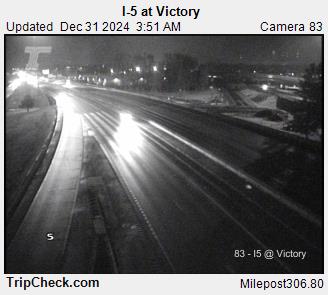 I-5 at Victory
Updated Dec 31 2024 3:51 AM Camera 83
T
S
83 - I5 @ Victory
TripCheck.com Milepost306.80